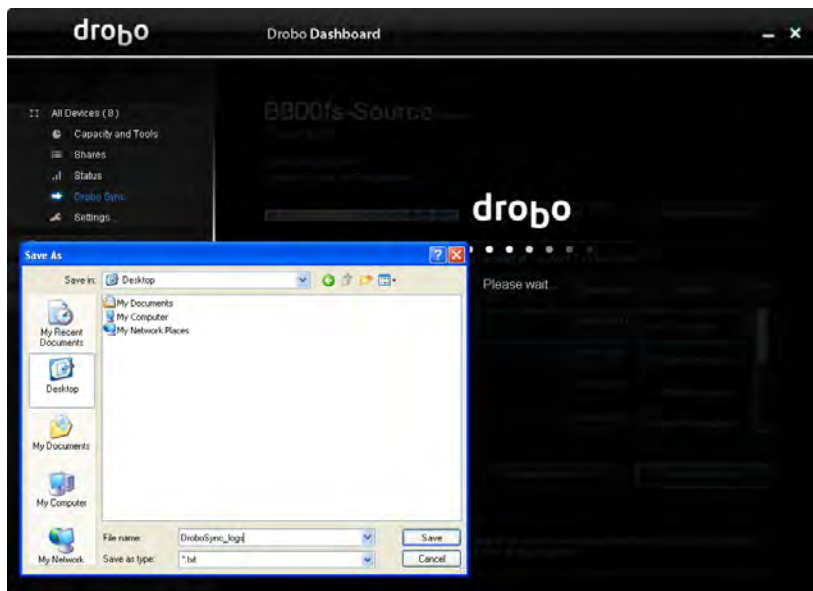 drobo
Drobo Dashboard
All Devices (8)
Capacity and Tools
Shares
Status
Drobo Sync
Settings
B800fs-Source
drobo
Please wait...
Save As
Save in:
Desktop
My Recent Documents
Desktop
My Documents
My Computer
My Network
My Documents
My Computer
My Network Places
File name:
DroboSync_logs
Save
Save as type:
*.txt
Cancel